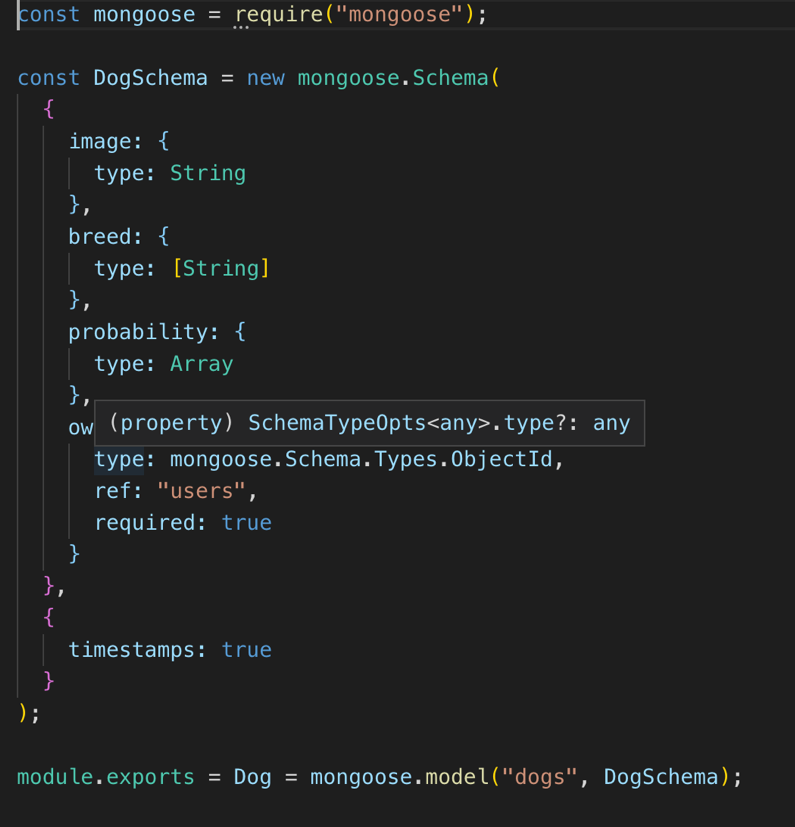 const mongoose = require("mongoose");
const DogSchema = new mongoose.Schema(
{
image: {
type: String
},
breed: {
type: [String]
},
probability: {
type: Array
},
ow
(property) SchemaTypeOpts<any>.type?: any
type: mongoose.Schema.Types.ObjectId,
ref: "users",
required: true
}
},
{
timestamps: true
}
);
module.exports = Dog = mongoose.model("dogs", DogSchema);